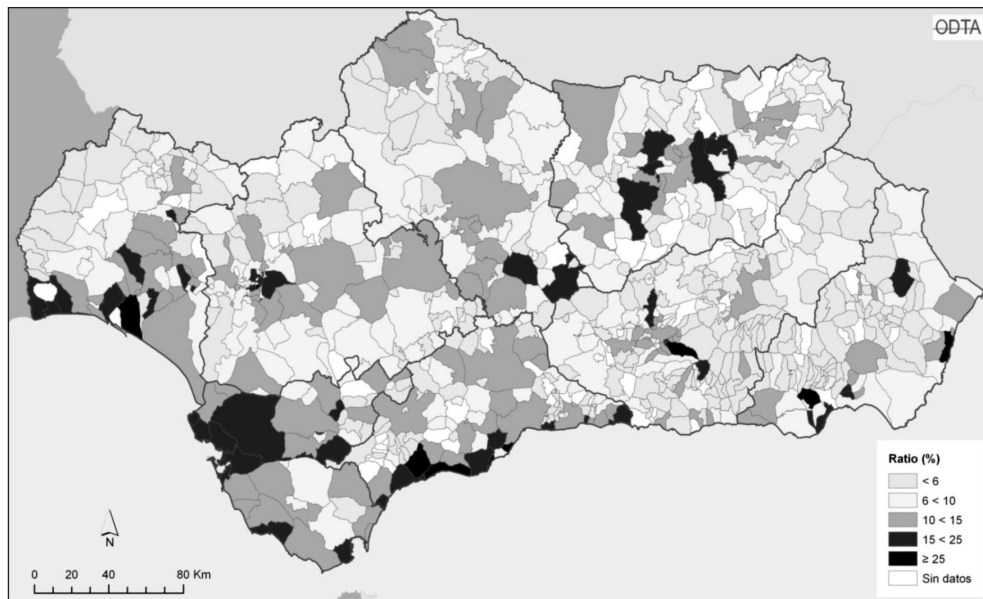 ODTA
Ratio (%)
< 6
6 < 10
10 < 15
15 < 25
≥ 25
Sin datos
N
0 20 40 80 Km